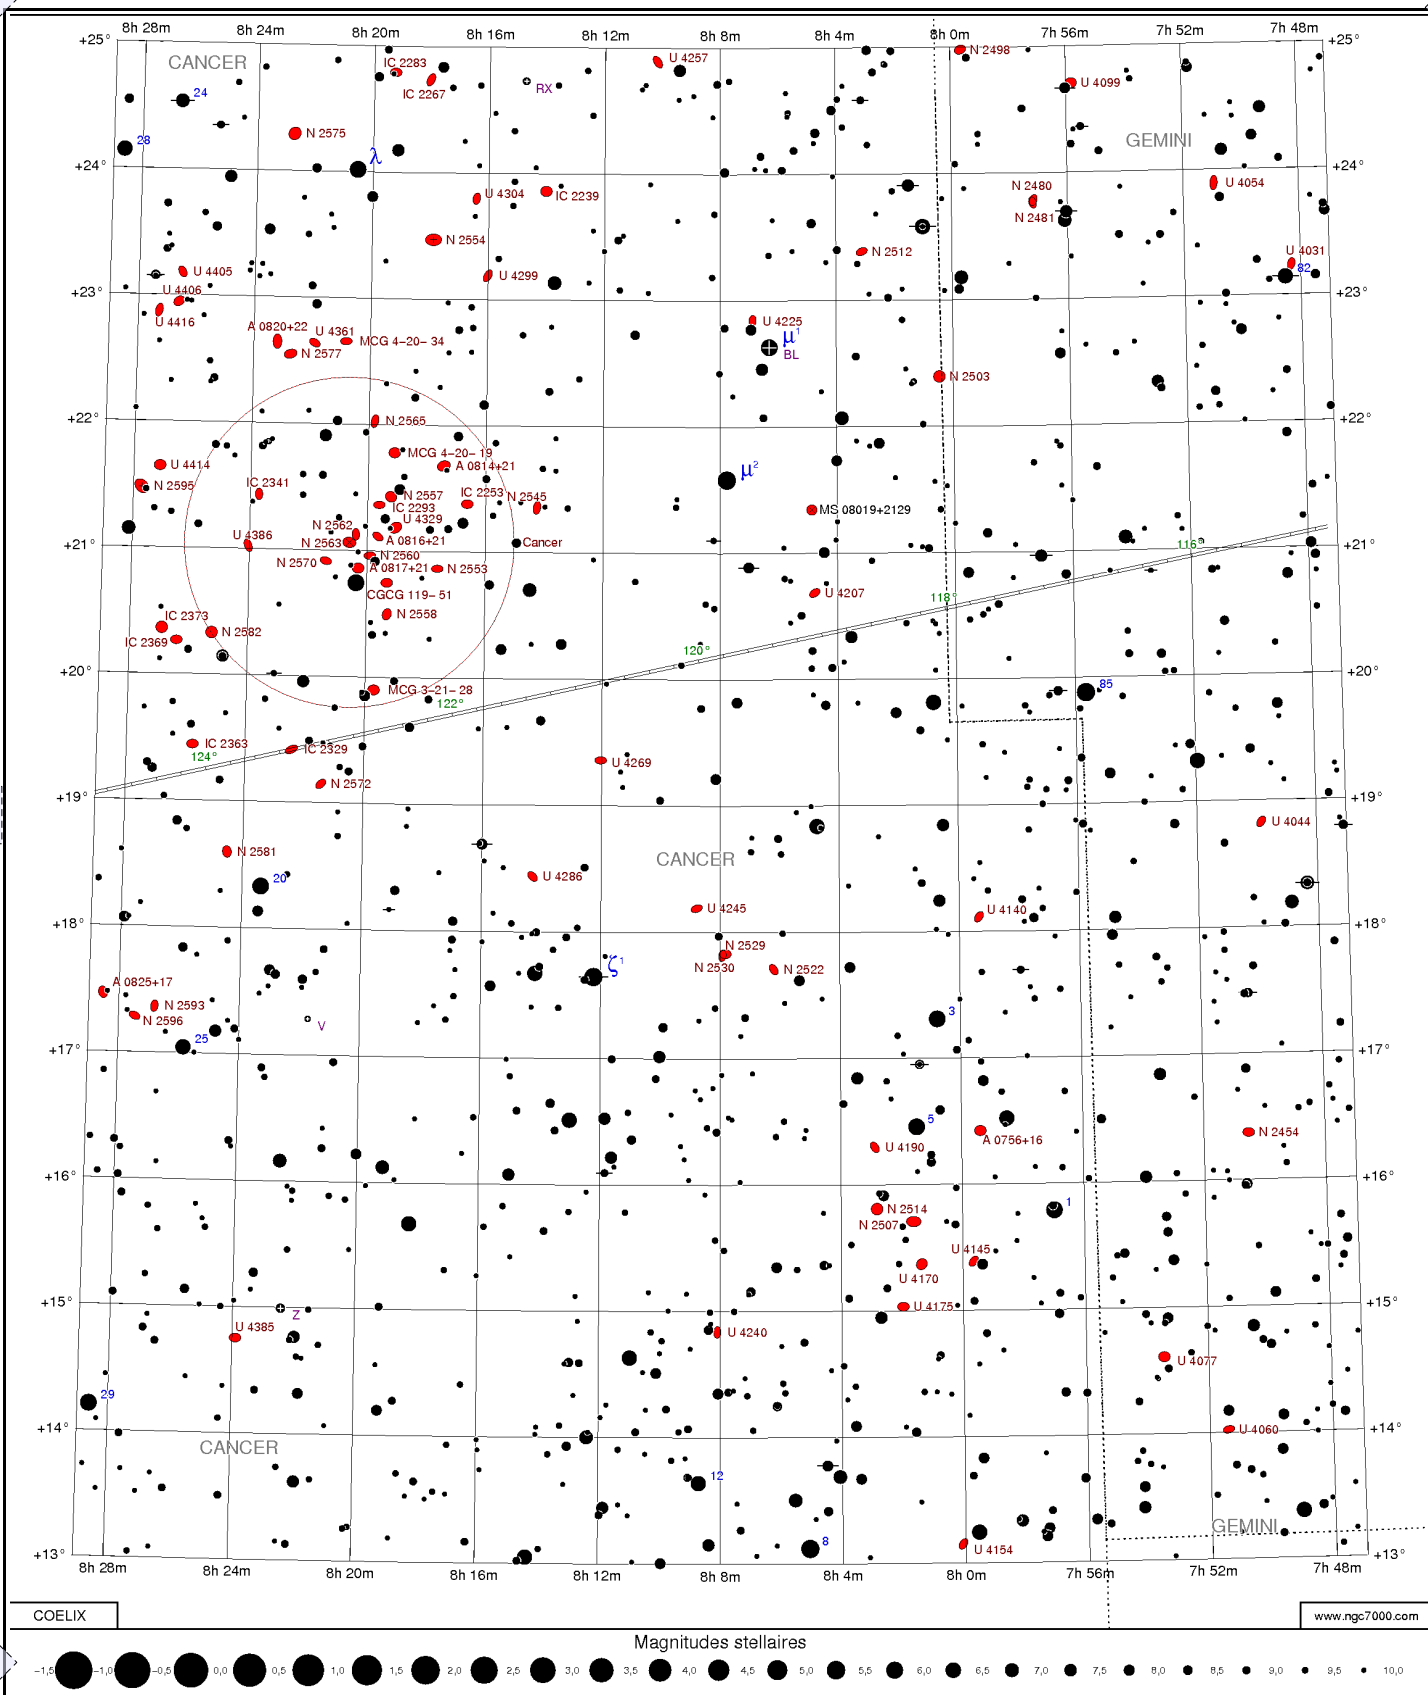 8h 28m 8h 24m 8h 20m 8h 16m 8h 12m 8h 8m 8h 4m 8h 0m 7h 56m 7h 52m 7h 48m
+25° +25°
N 2498
CANCER IC 2283 U 4257
IC 2267 RX U 4099
24
N 2575 GEMINI
28
λ
+24° +24°
U 4304 IC 2239 N 2480 U 4054
N 2481
N 2554
N 2512 U 4031
U 4405 U 4299 82
U 4406
+23° +23°
U 4416 U 4225
A 0820+22 U 4361 MCG 4-20-34 μ¹
N 2577 BL
N 2503
+22° N 2565 +22°
MCG 4-20-19
U 4414 A 0814+21 μ²
N 2595 IC 2341 N 2557 IC 2253 N 2545
IC 2293 MS 08019+2129
N 2562 U 4329
U 4386 N 2563 A 0816+21 Cancer
+21° 116° +21°
N 2560
N 2570 A 0817+21 N 2553
CGCG 119-51 U 4207 118°
IC 2373 N 2558
IC 2369 N 2582
120°
+20° +20°
MCG 3-21-28 85
122°
IC 2363 IC 2329
124° U 4269
N 2572
+19° +19°
U 4044
N 2581 CANCER
20 U 4286
U 4245 U 4140
+18° +18°
N 2529
N 2530 N 2522 ζ¹
A 0825+17
N 2593
N 2596 V 3
25
+17° +17°
5
A 0756+16 N 2454
U 4190
+16° +16°
N 2514 1
N 2507
U 4145
U 4170
+15° U 4175 +15°
Z
U 4385 U 4240
U 4077
29
+14° U 4060 +14°
CANCER
12
GEMINI
8 U 4154
+13° +13°
8h 28m 8h 24m 8h 20m 8h 16m 8h 12m 8h 8m 8h 4m 8h 0m 7h 56m 7h 52m 7h 48m
COELIX www.ngc7000.com
Magnitudes stellaires
-1,5 -1,0 -0,5 0,0 0,5 1,0 1,5 2,0 2,5 3,0 3,5 4,0 4,5 5,0 5,5 6,0 6,5 7,0 7,5 8,0 8,5 9,0 9,5 10,0